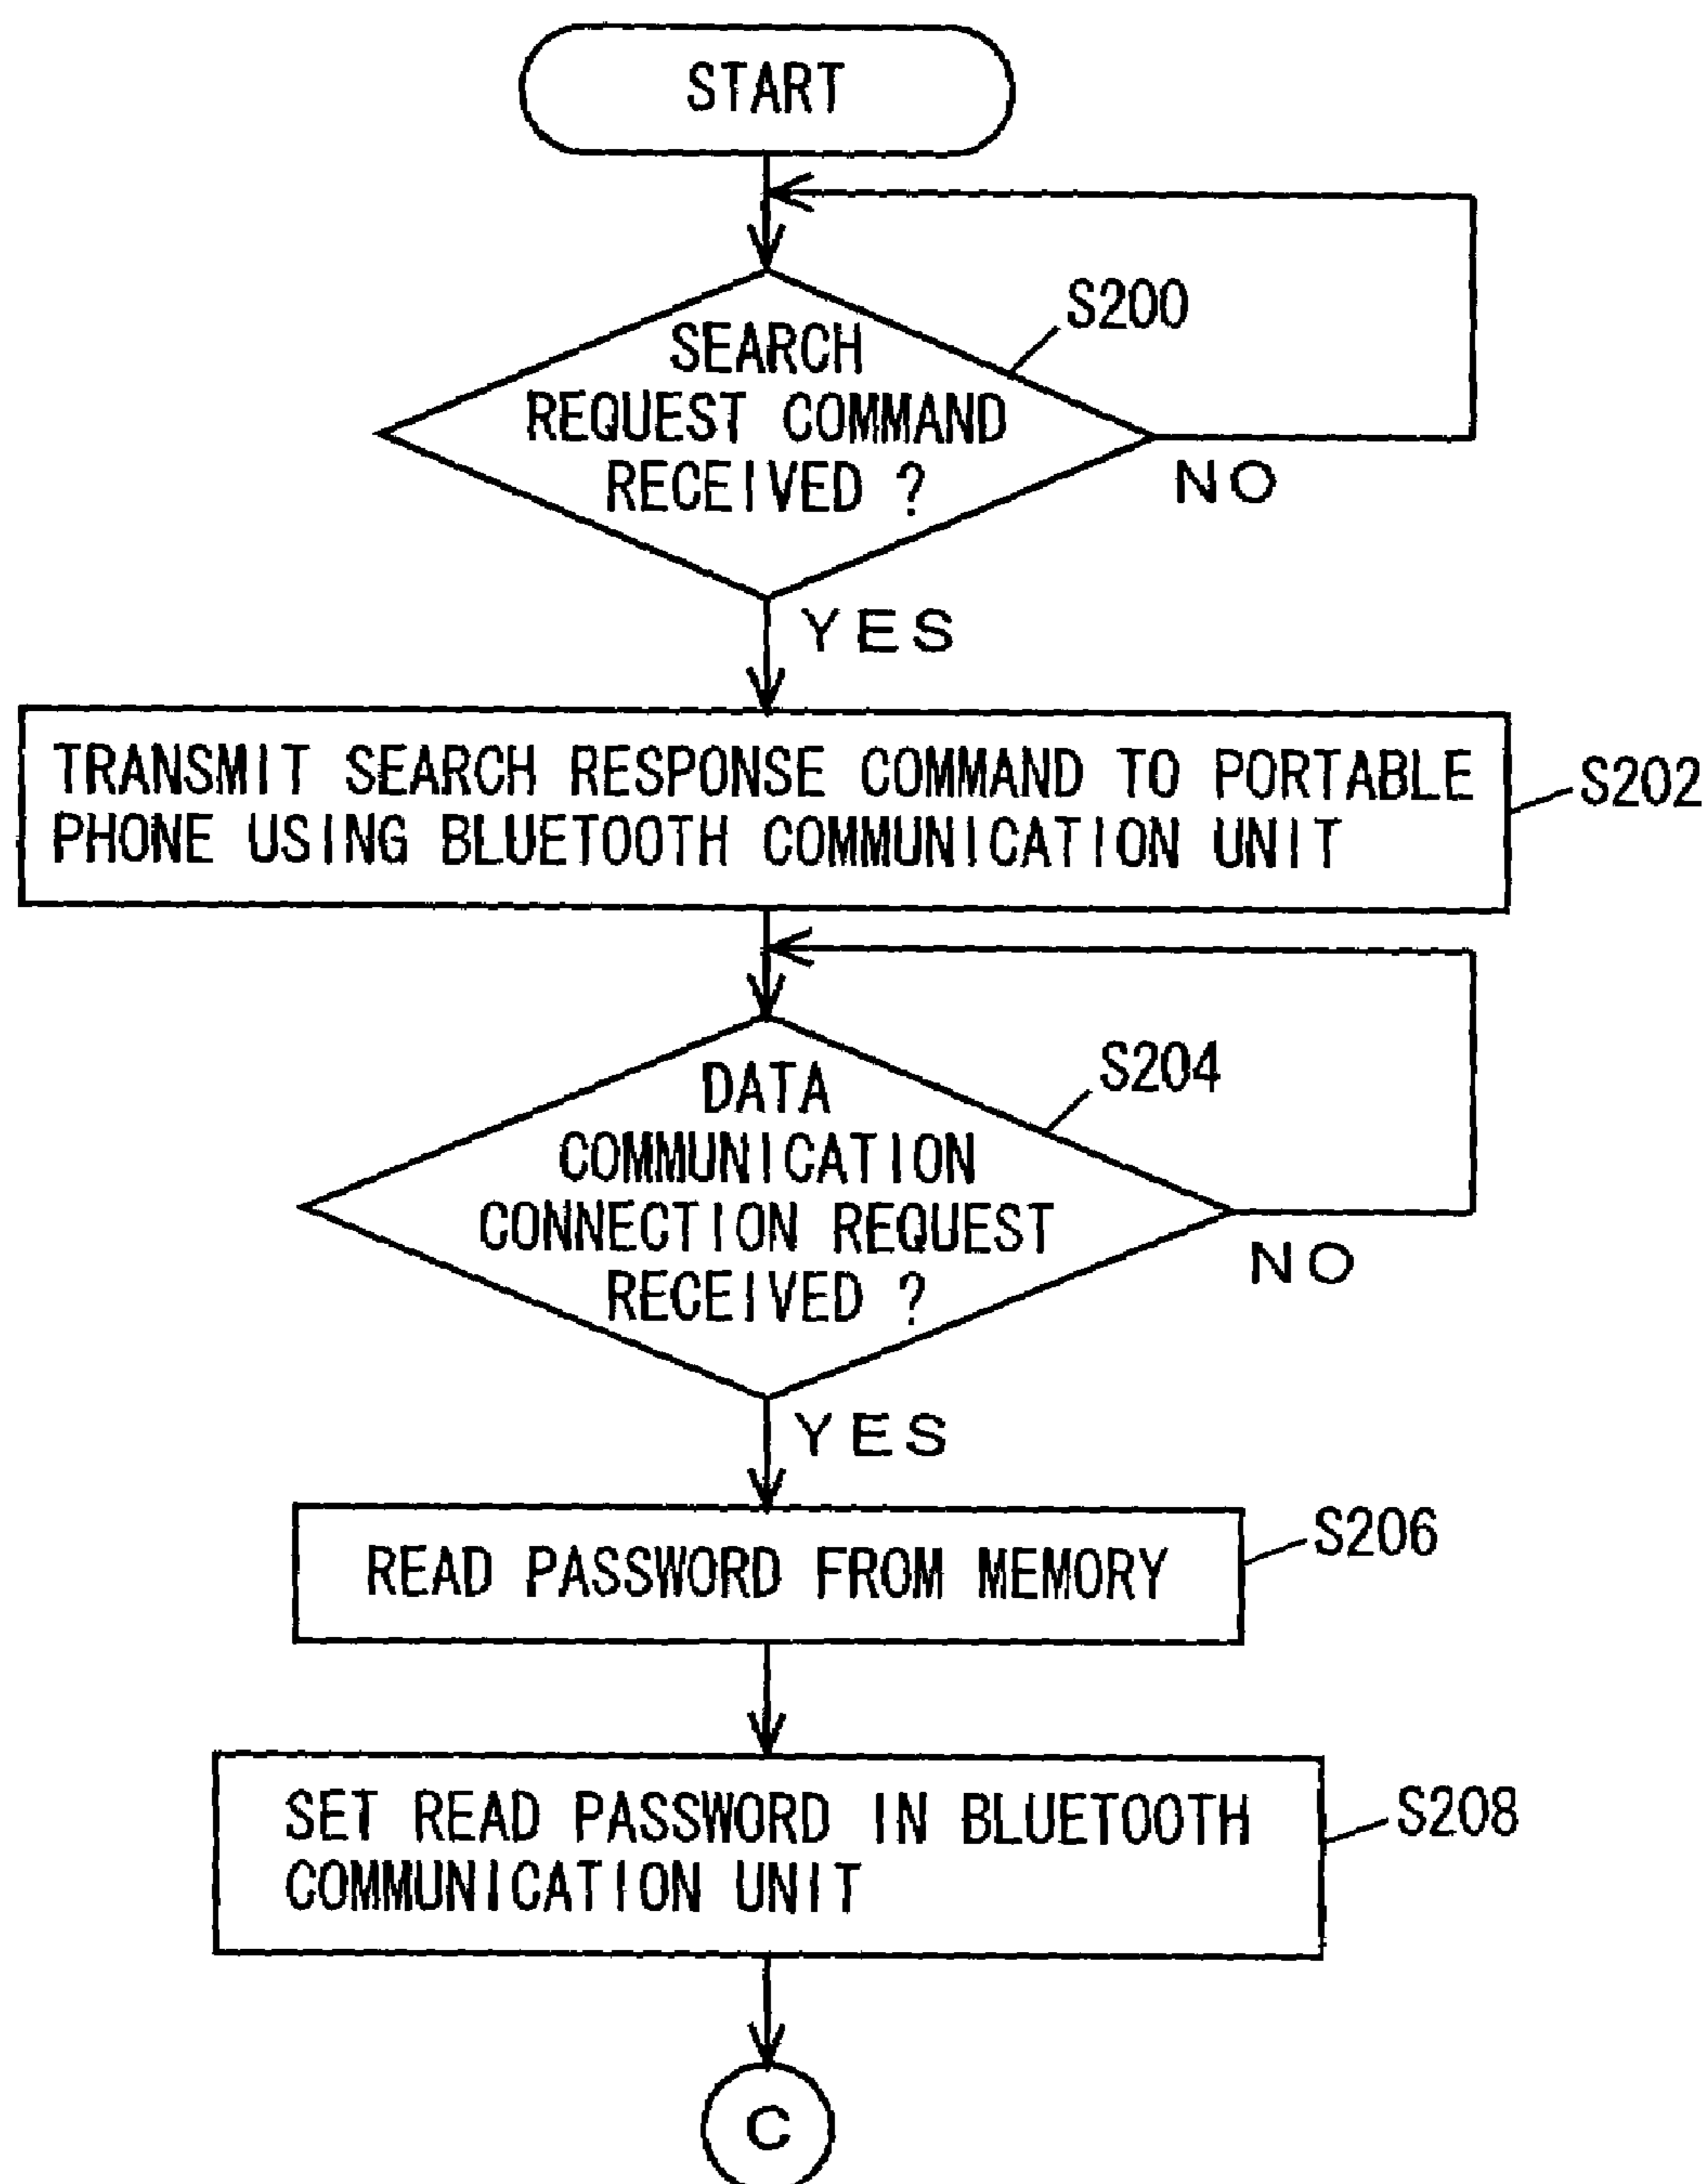 START
S200
SEARCH
REQUEST COMMAND
RECEIVED ?
NO
YES
TRANSMIT SEARCH RESPONSE COMMAND TO PORTABLE
PHONE USING BLUETOOTH COMMUNICATION UNIT
S202
S204
DATA
COMMUNICATION
CONNECTION REQUEST
RECEIVED ?
NO
YES
READ PASSWORD FROM MEMORY
S206
SET READ PASSWORD IN BLUETOOTH
COMMUNICATION UNIT
S208
C